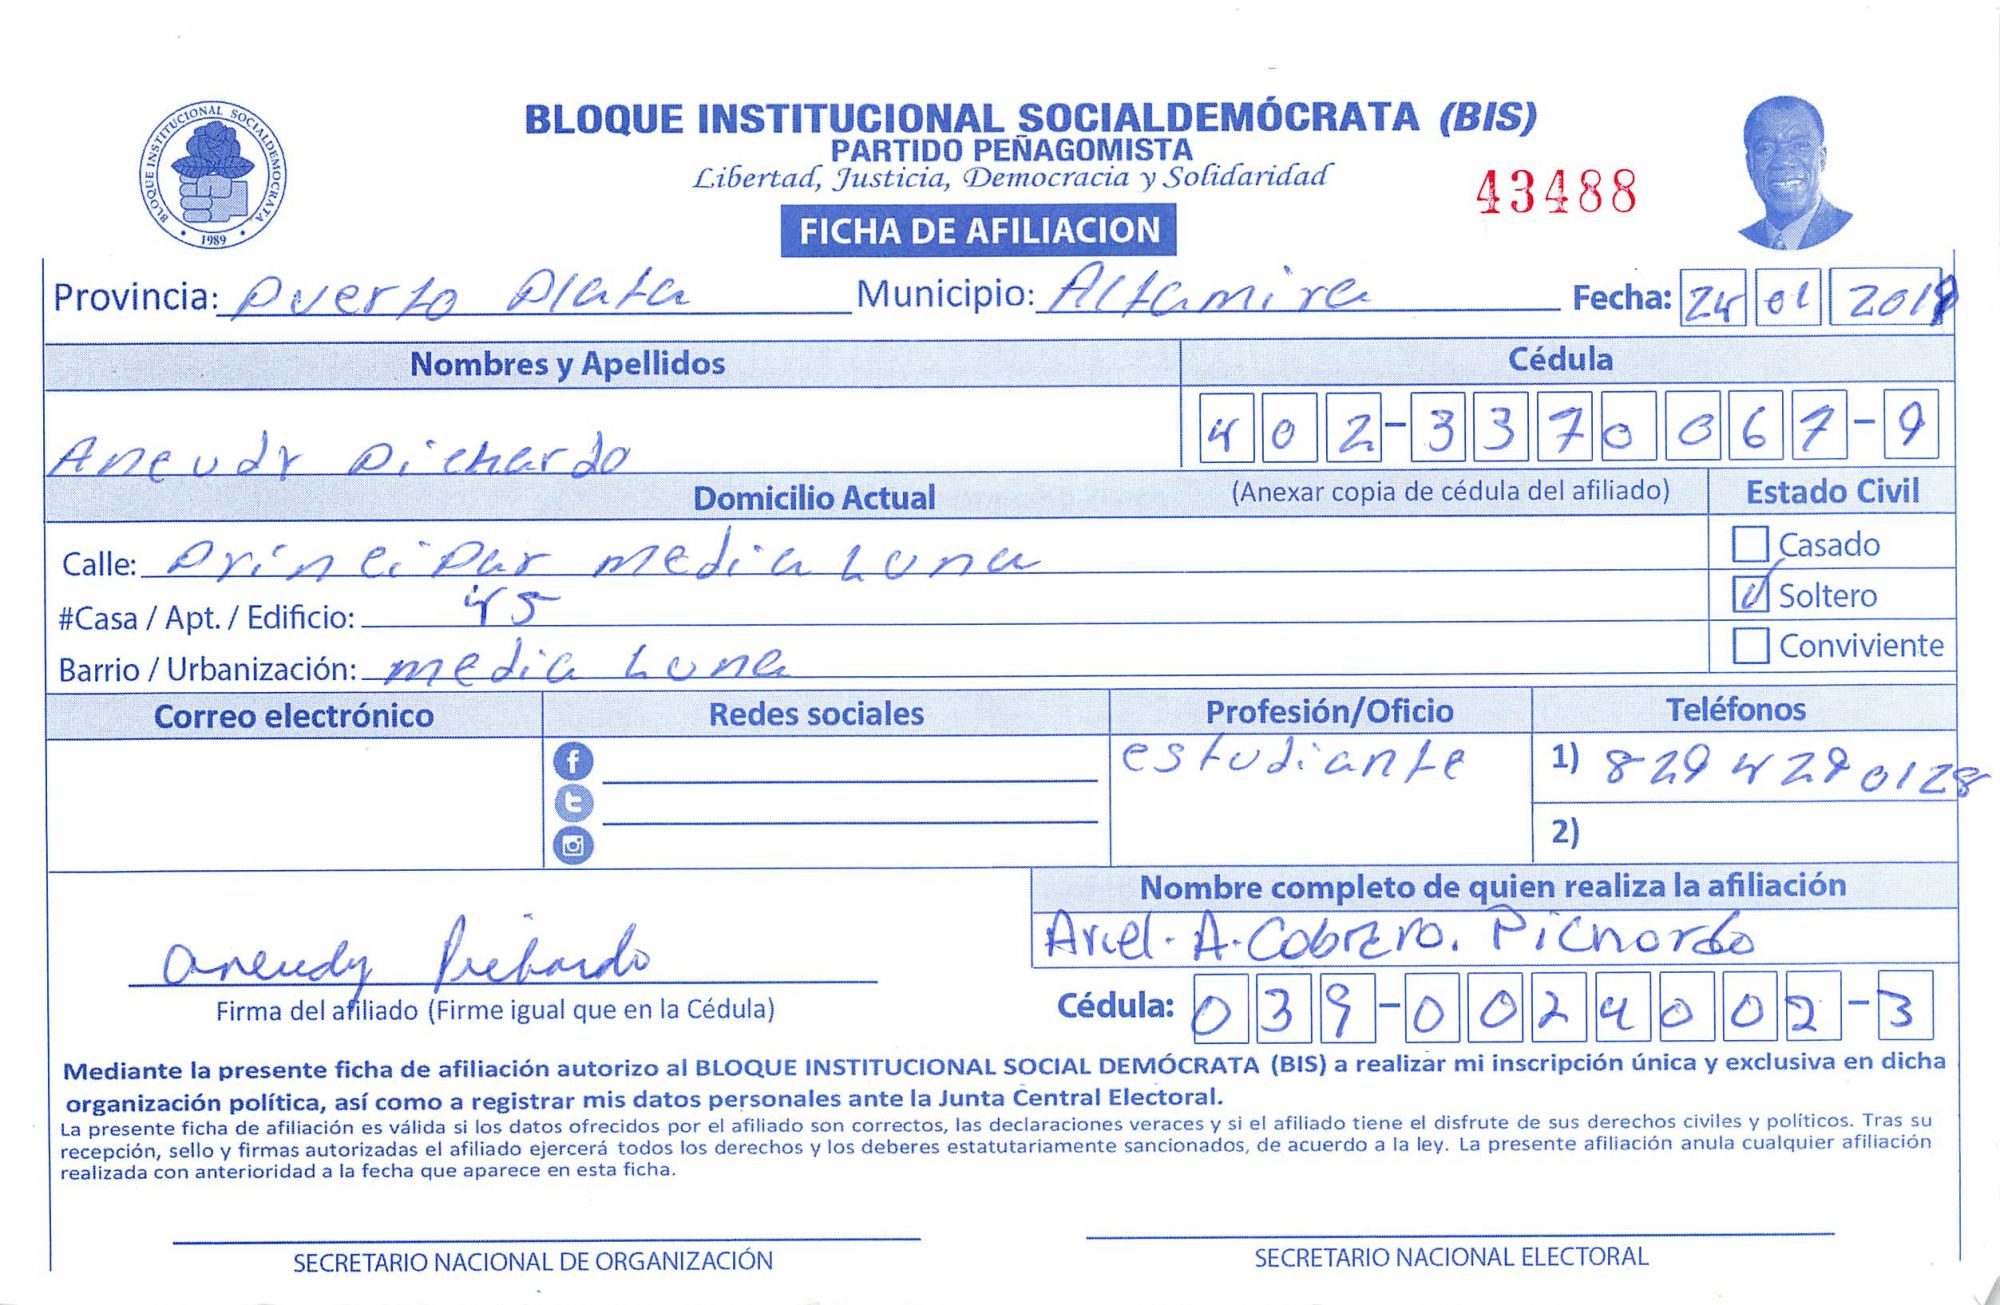 BLOQUE INSTITUCIONAL SOCIALDEMÓCRATA (BIS)
PARTIDO PEÑAGOMISTA
Libertad, Justicia, Democracia y Solidaridad
43488
BLOQUE INSTITUCIONAL SOCIALDEMOCRATA
1989
FICHA DE AFILIACION
Provincia: Puerto Plata Municipio: Altamira Fecha: 24 01
Nombres y Apellidos Cédula
Aneudy Pichardo 402-3370067-9
Domicilio Actual (Anexar copia de cédula del afiliado) Estado Civil
Calle: Principar media Luna Casado
#Casa / Apt. / Edificio: 45 Soltero
Barrio / Urbanización: media Luna Conviviente
Correo electrónico Redes sociales Profesión/Oficio Teléfonos
estudiante 1) 829 429 0128
2)
Nombre completo de quien realiza la afiliación
Ariel. A. Cabrera. Pichardo
aneudy Pichardo
Firma del afiliado (Firme igual que en la Cédula) Cédula: 039-0024002-3
Mediante la presente ficha de afiliación autorizo al BLOQUE INSTITUCIONAL SOCIAL DEMÓCRATA (BIS) a realizar mi inscripción única y exclusiva en dicha
organización política, así como a registrar mis datos personales ante la Junta Central Electoral.
La presente ficha de afiliación es válida si los datos ofrecidos por el afiliado son correctos, las declaraciones veraces y si el afiliado tiene el disfrute de sus derechos civiles y políticos. Tras su
recepción, sello y firmas autorizadas el afiliado ejercerá todos los derechos y los deberes estatutariamente sancionados, de acuerdo a la ley. La presente afiliación anula cualquier afiliación
realizada con anterioridad a la fecha que aparece en esta ficha.
SECRETARIO NACIONAL DE ORGANIZACIÓN SECRETARIO NACIONAL ELECTORAL